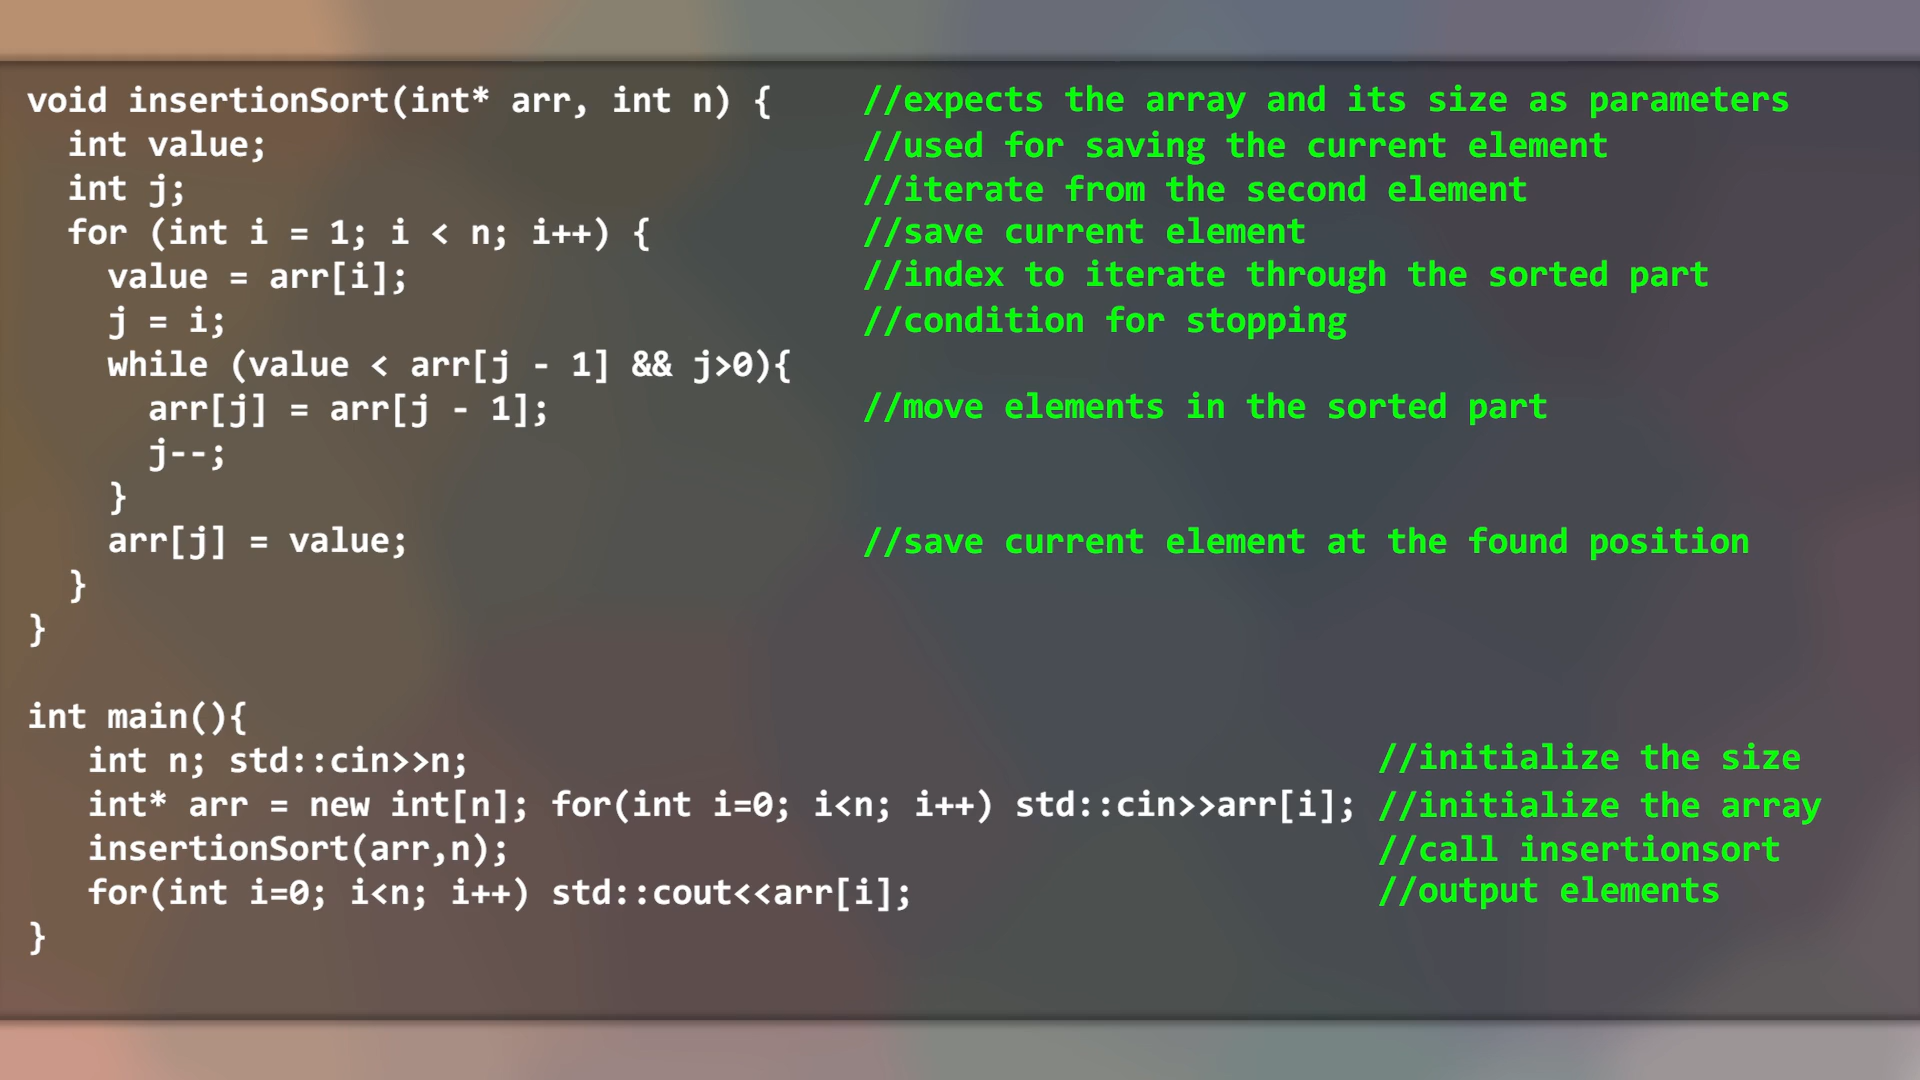 void insertionSort(int* arr, int n) { //expects the array and its size as parameters
int value; //used for saving the current element
int j; //iterate from the second element
for (int i = 1; i < n; i++) { //save current element
value = arr[i]; //index to iterate through the sorted part
j = i; //condition for stopping
while (value < arr[j - 1] && j>0){
arr[j] = arr[j - 1]; //move elements in the sorted part
j--;
}
arr[j] = value; //save current element at the found position
}
}
int main(){
int n; std::cin>>n; //initialize the size
int* arr = new int[n]; for(int i=0; i<n; i++) std::cin>>arr[i]; //initialize the array
insertionSort(arr,n); //call insertionsort
for(int i=0; i<n; i++) std::cout<<arr[i]; //output elements
}